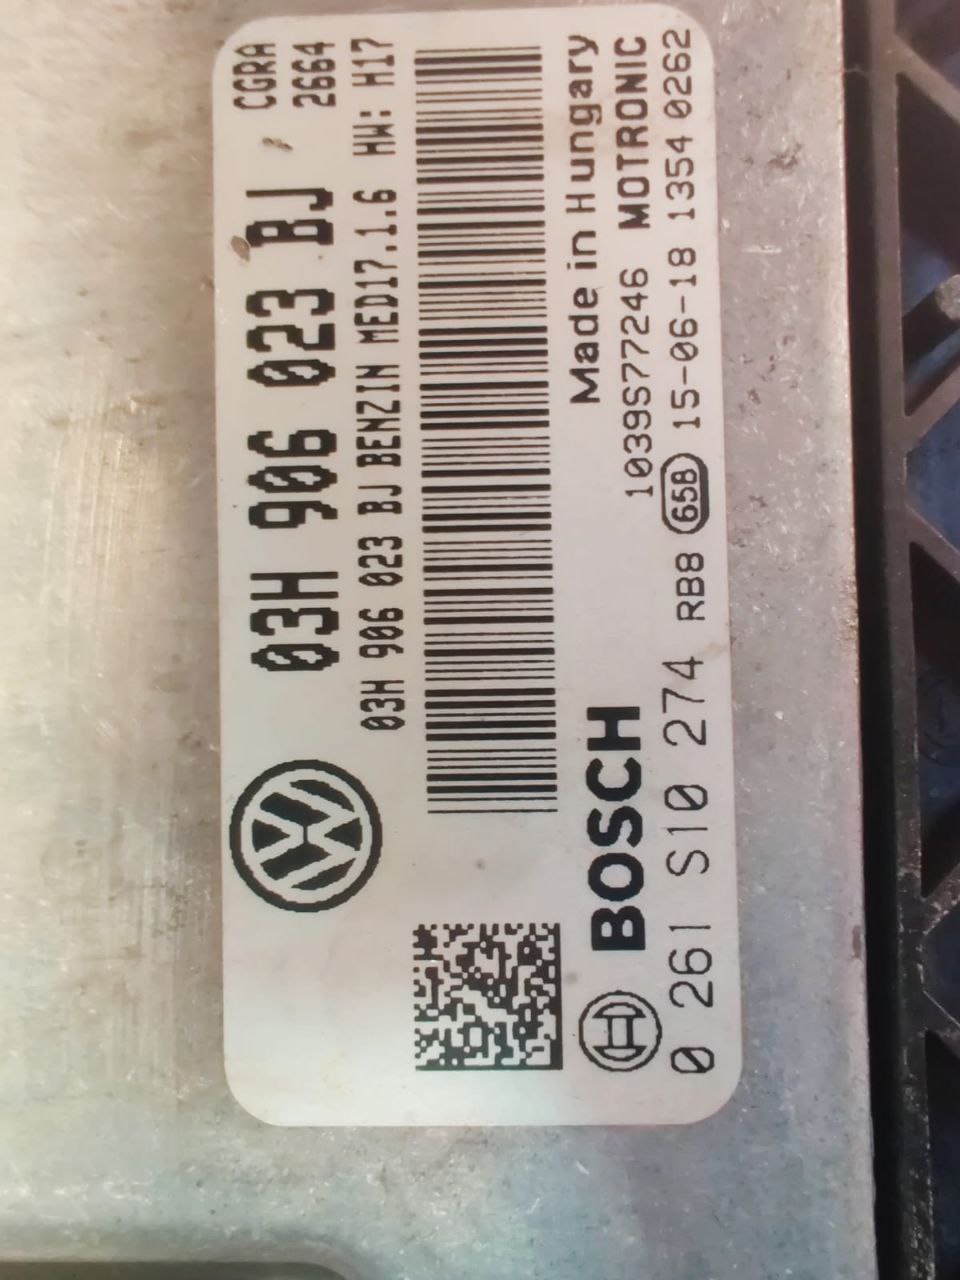 03H 906 023 BJ CGRA
2664
03H 906 023 BJ BENZIN MED17.1.6 HW: H17
Made in Hungary
BOSCH 1039S77246 MOTRONIC
0 261 S10 274 RB8 658 15-06-18 1354 0262